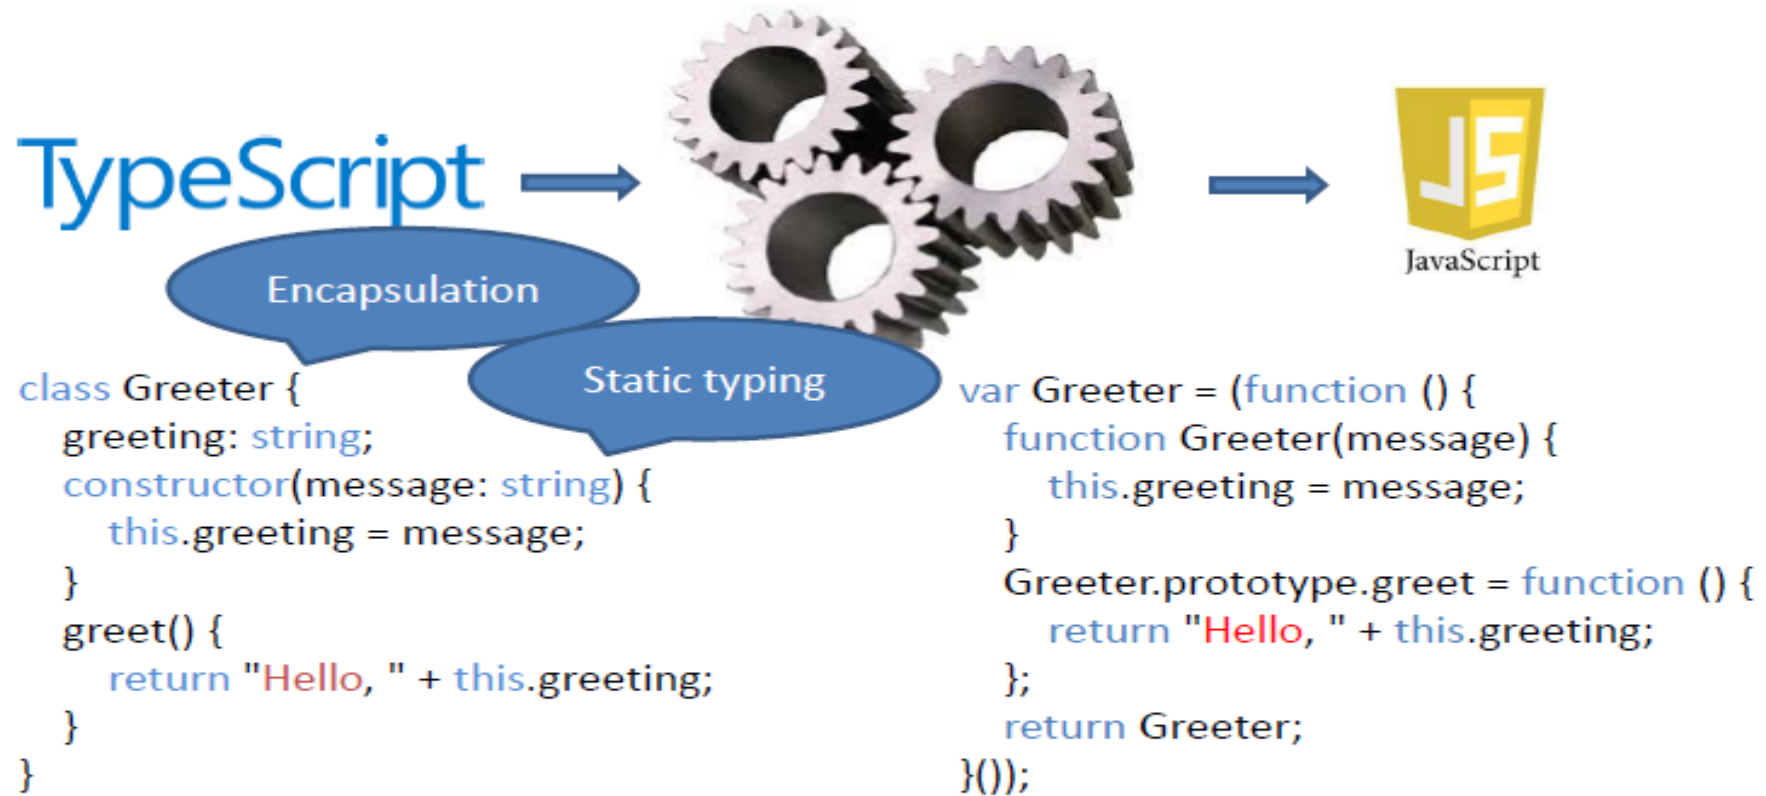 TypeScript
JS
JavaScript
Encapsulation
Static typing
class Greeter {
greeting: string;
constructor(message: string) {
this.greeting = message;
}
greet() {
return "Hello, " + this.greeting;
}
}
var Greeter = (function () {
function Greeter(message) {
this.greeting = message;
}
Greeter.prototype.greet = function () {
return "Hello, " + this.greeting;
};
return Greeter;
}());